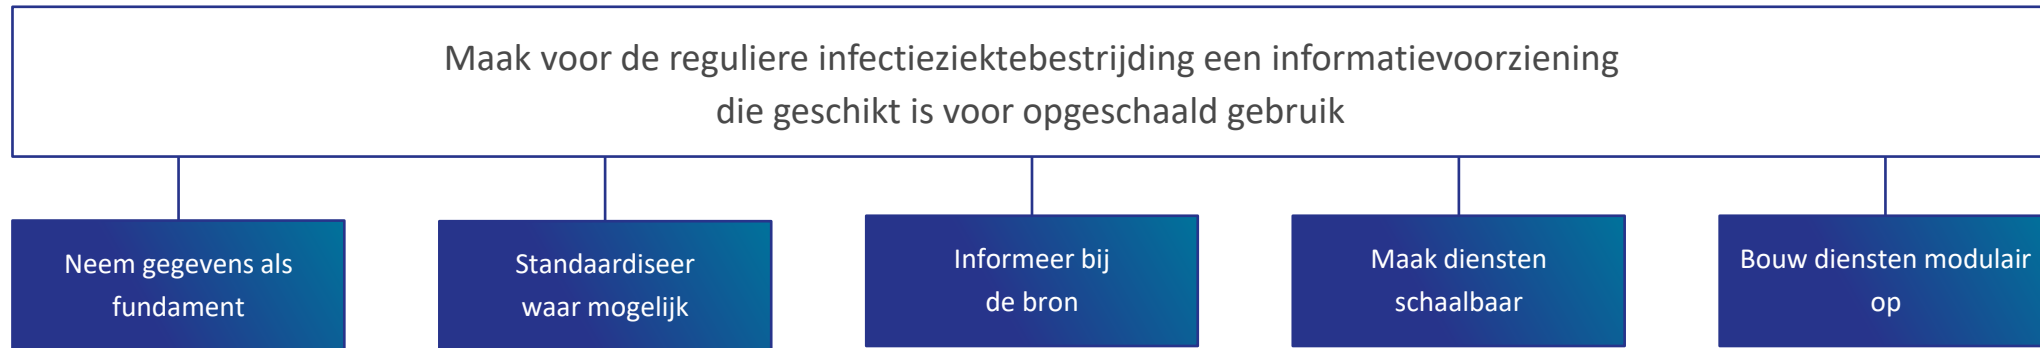 Maak voor de reguliere infectieziektebestrijding een informatievoorziening
die geschikt is voor opgeschaald gebruik
Neem gegevens als
fundament
Standaardiseer
waar mogelijk
Informeer bij
de bron
Maak diensten
schaalbaar
Bouw diensten modulair
op